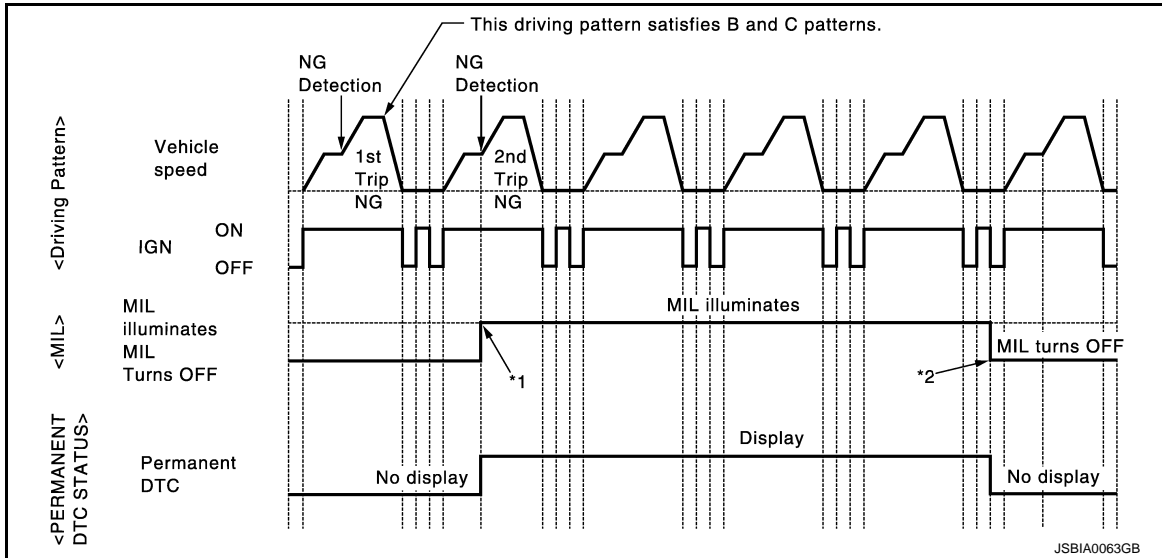 This driving pattern satisfies B and C patterns.
NG
Detection
NG
Detection
<Driving Pattern>
Vehicle
speed
1st
Trip
NG
2nd
Trip
NG
IGN
ON
OFF
<MIL>
MIL
illuminates
MIL
Turns OFF
MIL illuminates
*1
*2
MIL turns OFF
<PERMANENT
DTC STATUS>
Permanent
DTC
No display
Display
No display
JSBIA0063GB